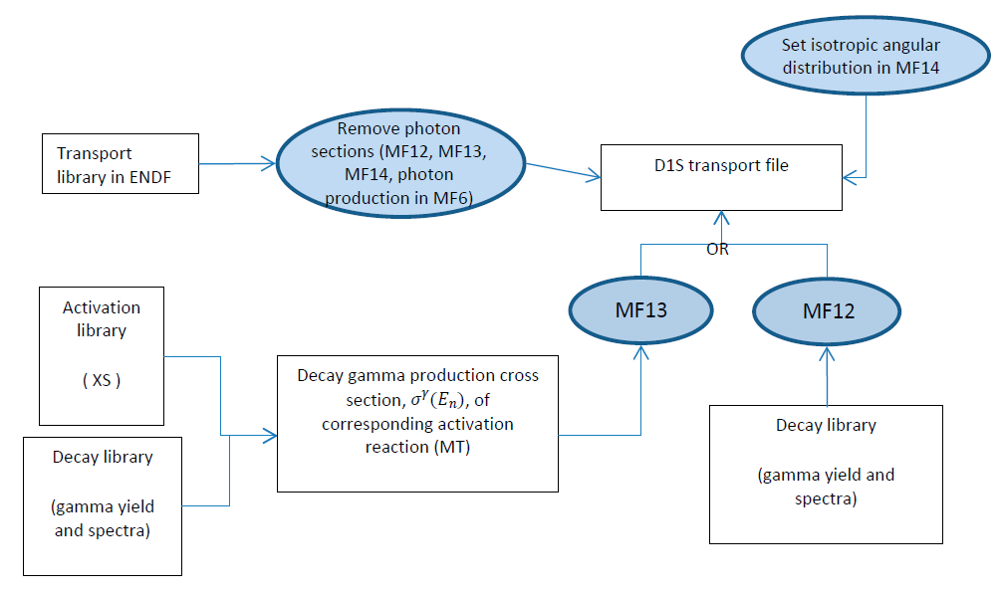 Set isotropic angular
distribution in MF14
Remove photon
sections (MF12, MF13,
MF14, photon
production in MF6)
Transport
library in ENDF
D1S transport file
OR
MF13
MF12
Activation
library
( XS )
Decay gamma production cross
section, σ^γ(E_n), of
corresponding activation
reaction (MT)
Decay library
(gamma yield and
spectra)
Decay library
(gamma yield
and spectra)